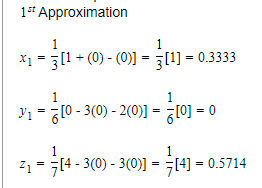 1st Approximation
x₁ = 1/3 [1 + (0) - (0)] = 1/3 [1] = 0.3333
y₁ = 1/6 [0 - 3(0) - 2(0)] = 1/6 [0] = 0
z₁ = 1/7 [4 - 3(0) - 3(0)] = 1/7 [4] = 0.5714